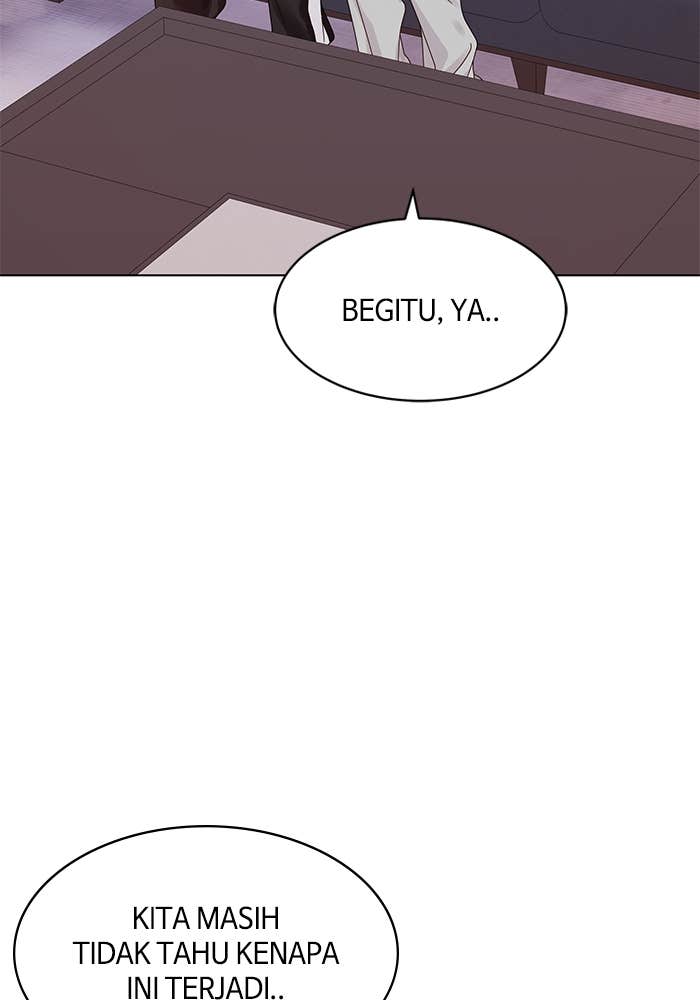 BEGITU, YA..
KITA MASIH
TIDAK TAHU KENAPA
INI TERJADI..